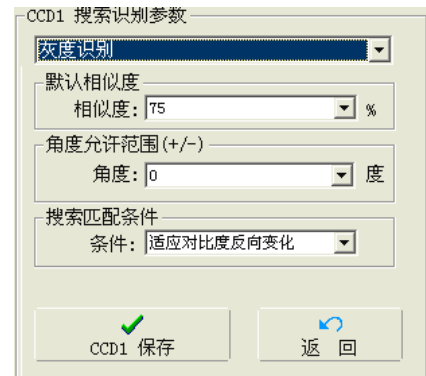 CCD1 搜索识别参数
灰度识别
默认相似度
相似度: 75 %
角度允许范围(+/-)
角度: 0 度
搜索匹配条件
条件: 适应对比度反向变化
CCD1 保存 返 回